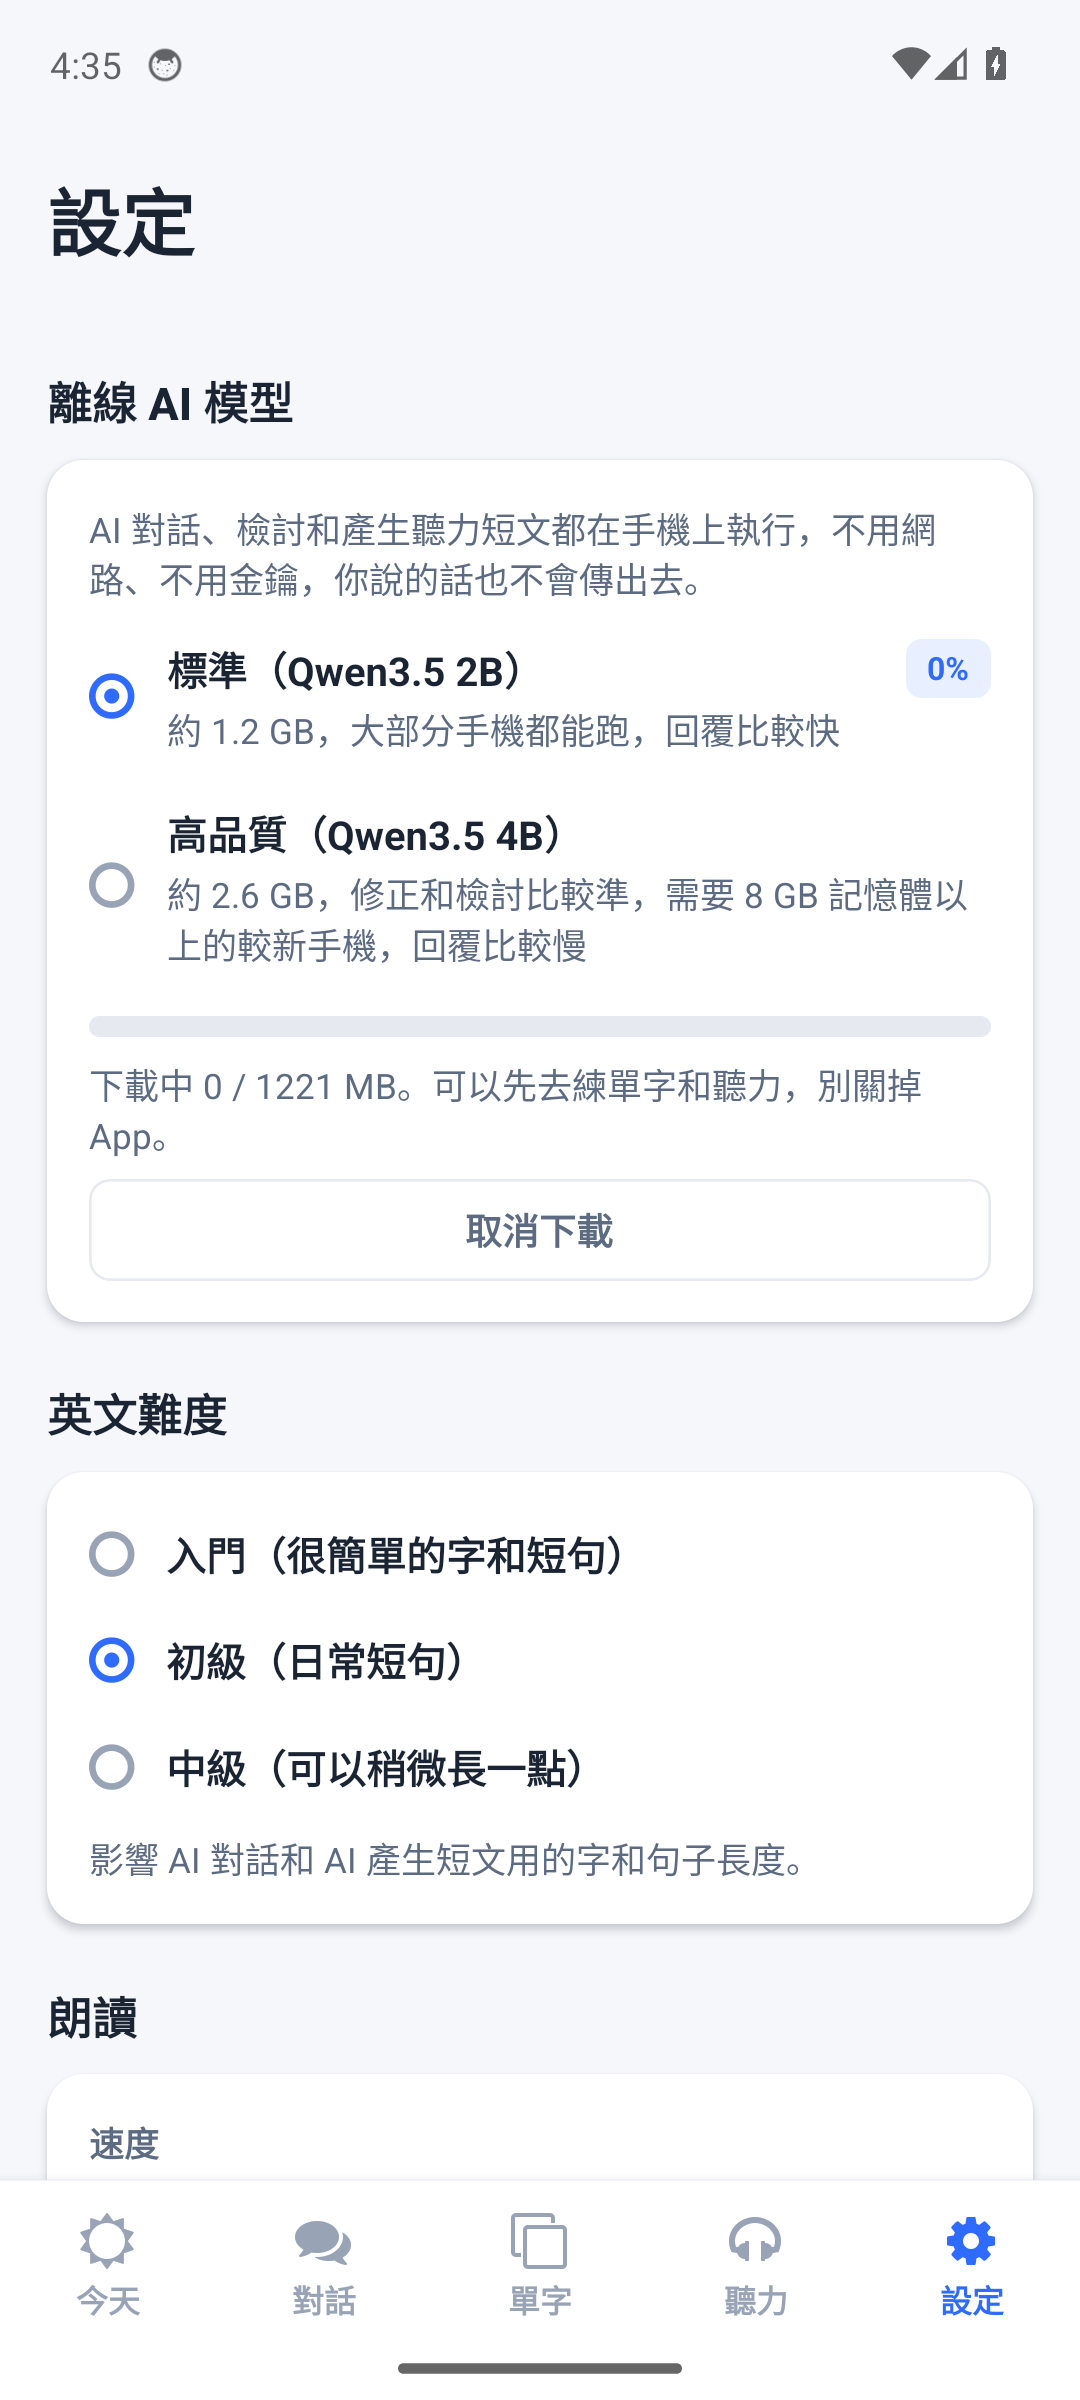 4:35
設定
離線 AI 模型
AI 對話、檢討和產生聽力短文都在手機上執行，不用網
路、不用金鑰，你說的話也不會傳出去。
標準（Qwen3.5 2B）
0%
約 1.2 GB，大部分手機都能跑，回覆比較快
高品質（Qwen3.5 4B）
約 2.6 GB，修正和檢討比較準，需要 8 GB 記憶體以
上的較新手機，回覆比較慢
下載中 0 / 1221 MB。可以先去練單字和聽力，別關掉
App。
取消下載
英文難度
入門（很簡單的字和短句）
初級（日常短句）
中級（可以稍微長一點）
影響 AI 對話和 AI 產生短文用的字和句子長度。
朗讀
速度
今天
對話
單字
聽力
設定